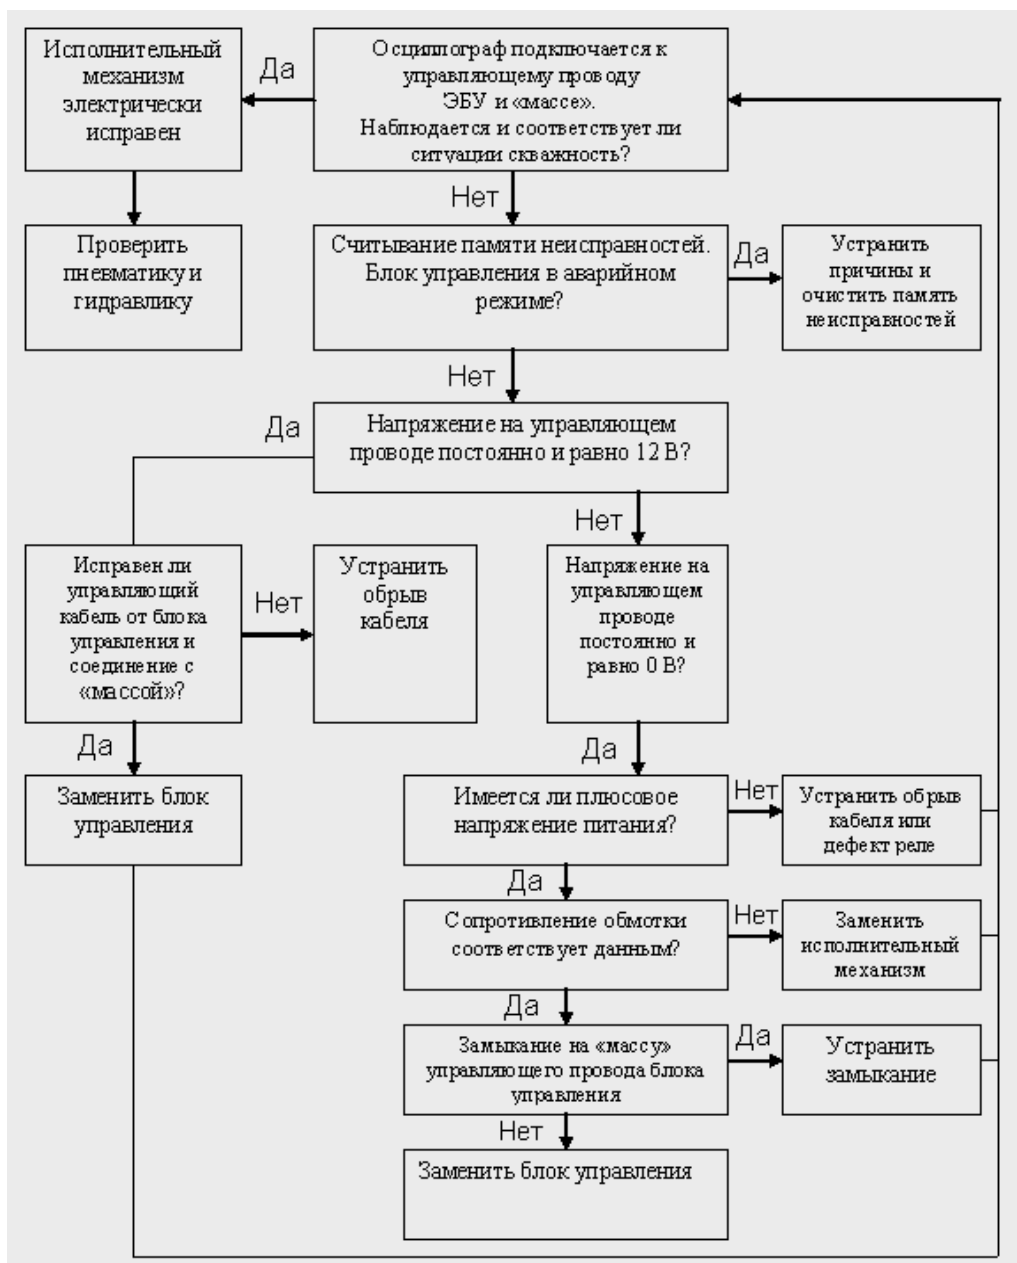 Исполнительный
механизм
электрически
исправен
Да
Осциллограф подключается к
управляющему проводу
ЭБУ и «массе».
Наблюдается и соответствует ли
ситуации скважность?
Нет
Проверить
пневматику и
гидравлику
Считывание памяти неисправностей.
Блок управления в аварийном
режиме?
Да
Устранить
причины и
очистить память
неисправностей
Нет
Да
Напряжение на управляющем
проводе постоянно и равно 12 В?
Нет
Исправен ли
управляющий
кабель от блока
управления и
соединение с
«массой»?
Нет
Устранить
обрыв
кабеля
Напряжение на
управляющем
проводе
постоянно и
равно 0 В?
Да
Да
Заменить блок
управления
Имеется ли плюсовое
напряжение питания?
Нет
Устранить обрыв
кабеля или
дефект реле
Да
Сопротивление обмотки
соответствует данным?
Нет
Заменить
исполнительный
механизм
Да
Замыкание на «массу»
управляющего провода блока
управления
Да
Устранить
замыкание
Нет
Заменить блок управления